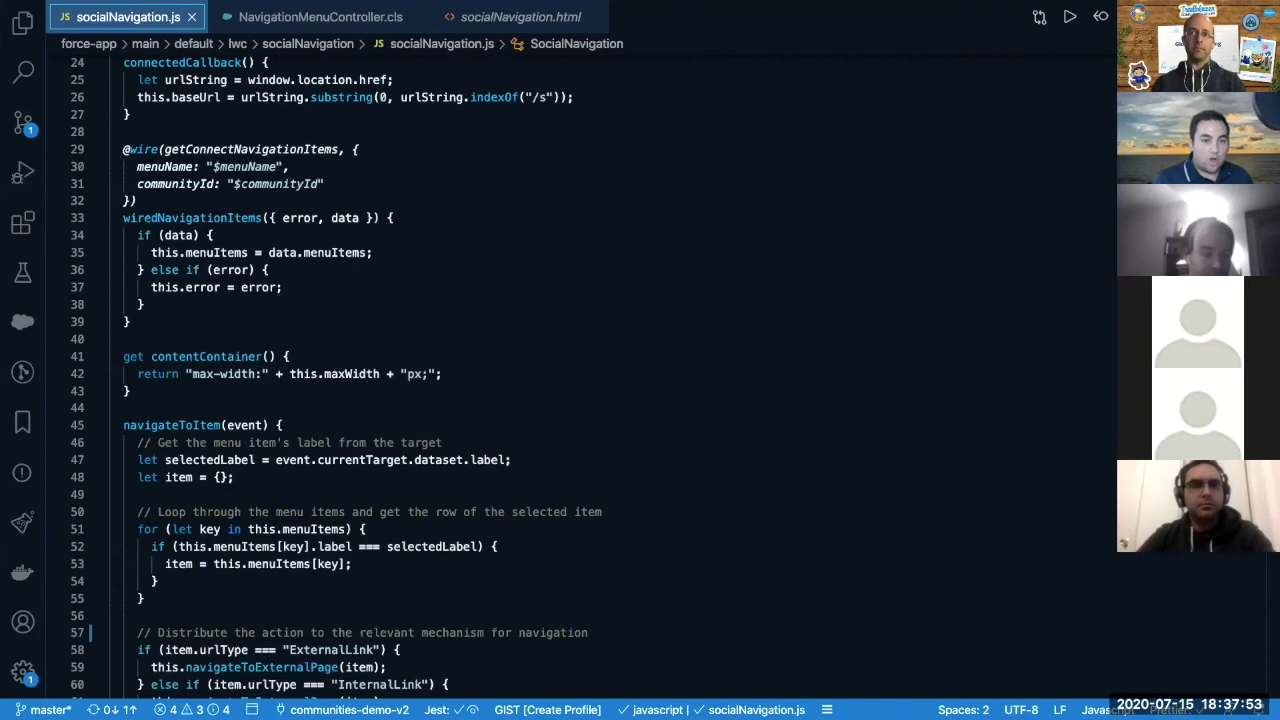 socialNavigation.js
NavigationMenuController.cls
socialNavigation.html
force-app > main > default > lwc > socialNavigation > socialNavigation.js > SocialNavigation
24 connectedCallback() {
25 let urlString = window.location.href;
26 this.baseUrl = urlString.substring(0, urlString.indexOf("/s"));
27 }
28
29 @wire(getConnectNavigationItems, {
30 menuName: "$menuName",
31 communityId: "$communityId"
32 })
33 wiredNavigationItems({ error, data }) {
34 if (data) {
35 this.menuItems = data.menuItems;
36 } else if (error) {
37 this.error = error;
38 }
39 }
40
41 get contentContainer() {
42 return "max-width:" + this.maxWidth + "px;";
43 }
44
45 navigateToItem(event) {
46 // Get the menu item's label from the target
47 let selectedLabel = event.currentTarget.dataset.label;
48 let item = {};
49
50 // Loop through the menu items and get the row of the selected item
51 for (let key in this.menuItems) {
52 if (this.menuItems[key].label === selectedLabel) {
53 item = this.menuItems[key];
54 }
55 }
56
57 // Distribute the action to the relevant mechanism for navigation
58 if (item.urlType === "ExternalLink") {
59 this.navigateToExternalPage(item);
60 } else if (item.urlType === "InternalLink") {
1
1
master* 0↓ 1↑ 4 3 4 communities-demo-v2 Jest: GIST [Create Profile] javascript | socialNavigation.js Spaces: 2 UTF-8 LF
2020-07-15 18:37:53